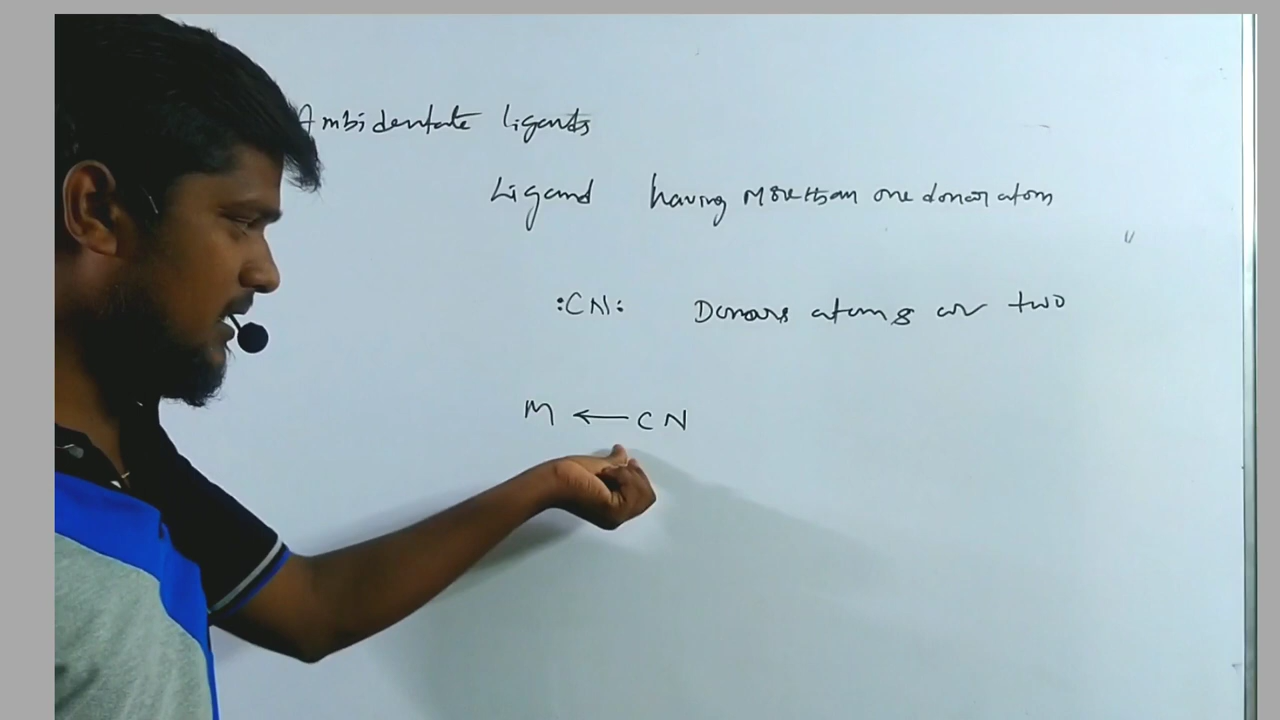 Ambidentate Ligands
Ligand having more than one donor atom
:CN: Donors atoms are two
M ← CN